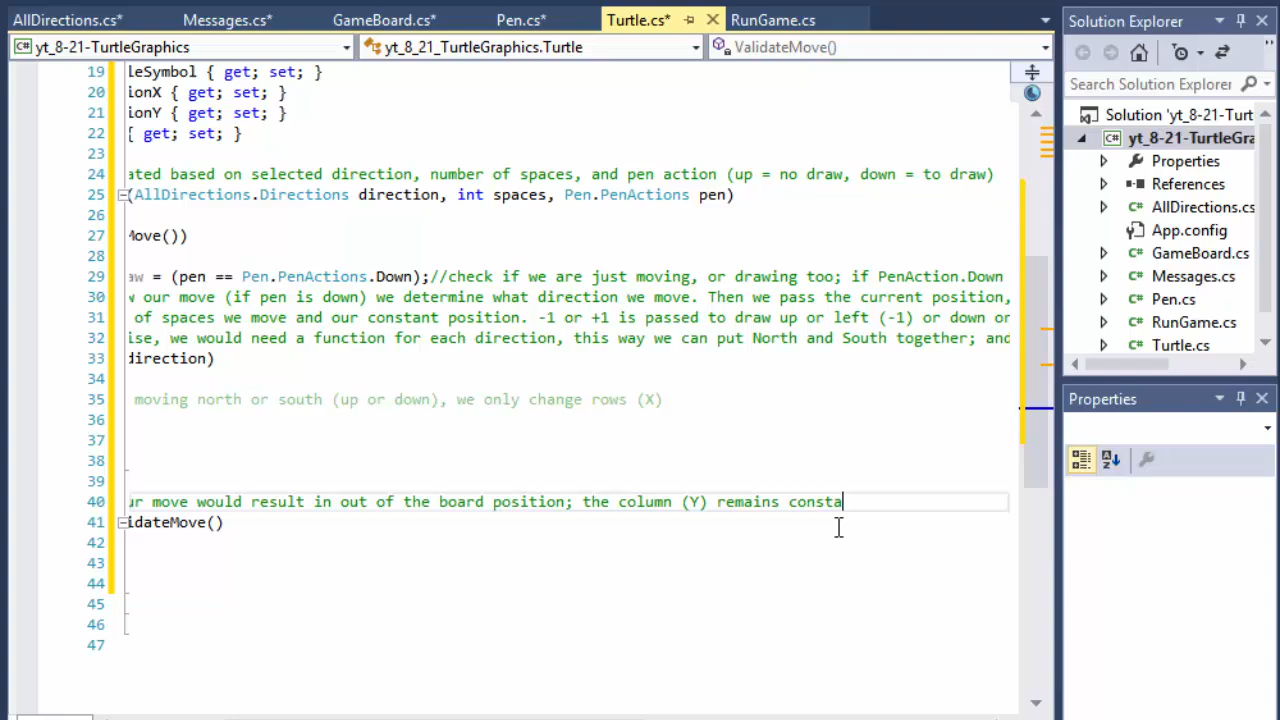 AllDirections.cs* Messages.cs* GameBoard.cs* Pen.cs* Turtle.cs* RunGame.cs
yt_8-21-TurtleGraphics yt_8_21_TurtleGraphics.Turtle ValidateMove()
19 leSymbol { get; set; }
20 ionX { get; set; }
21 ionY { get; set; }
22 { get; set; }
23
24 ated based on selected direction, number of spaces, and pen action (up = no draw, down = to draw)
25 (AllDirections.Directions direction, int spaces, Pen.PenActions pen)
26
27 Move())
28
29 aw = (pen == Pen.PenActions.Down);//check if we are just moving, or drawing too; if PenAction.Down
30 w our move (if pen is down) we determine what direction we move. Then we pass the current position,
31 of spaces we move and our constant position. -1 or +1 is passed to draw up or left (-1) or down or
32 ise, we would need a function for each direction, this way we can put North and South together; and
33 direction)
34
35 moving north or south (up or down), we only change rows (X)
36
37
38
39
40 ur move would result in out of the board position; the column (Y) remains consta
41 idateMove()
42
43
44
45
46
47
Solution Explorer
Search Solution Explorer
Solution 'yt_8-21-Turt
yt_8-21-TurtleGra
Properties
References
AllDirections.cs
App.config
GameBoard.cs
Messages.cs
Pen.cs
RunGame.cs
Turtle.cs
Properties